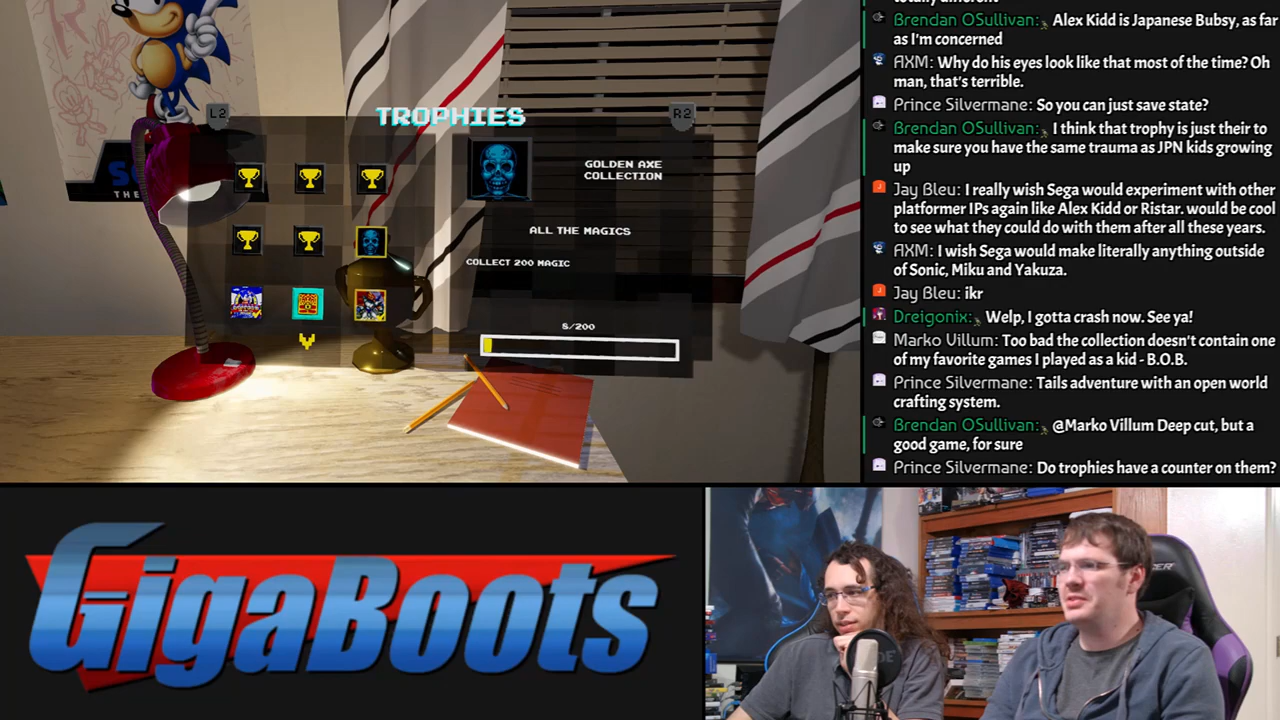 L2
TROPHIES
R2
GOLDEN AXE
COLLECTION
ALL THE MAGICS
COLLECT 200 MAGIC
8/200
Brendan OSullivan: Alex Kidd is Japanese Bubsy, as far
as I'm concerned
AXM: Why do his eyes look like that most of the time? Oh
man, that's terrible.
Prince Silvermane: So you can just save state?
Brendan OSullivan: I think that trophy is just their to
make sure you have the same trauma as JPN kids growing
up
Jay Bleu: I really wish Sega would experiment with other
platformer IPs again like Alex Kidd or Ristar. would be cool
to see what they could do with them after all these years.
AXM: I wish Sega would make literally anything outside
of Sonic, Miku and Yakuza.
Jay Bleu: ikr
Dreigonix: Welp, I gotta crash now. See ya!
Marko Villum: Too bad the collection doesn't contain one
of my favorite games I played as a kid - B.O.B.
Prince Silvermane: Tails adventure with an open world
crafting system.
Brendan OSullivan: @Marko Villum Deep cut, but a
good game, for sure
Prince Silvermane: Do trophies have a counter on them?
GigaBoots